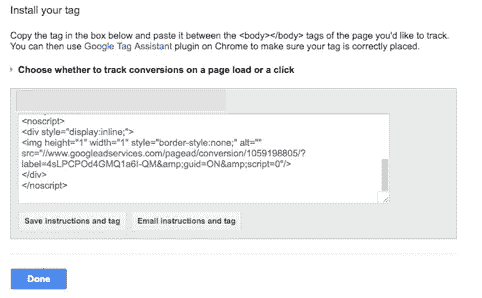 Install your tag
Copy the tag in the box below and paste it between the <body></body> tags of the page you'd like to track.
You can then use Google Tag Assistant plugin on Chrome to make sure your tag is correctly placed.
Choose whether to track conversions on a page load or a click
<noscript>
<div style="display:inline;">
<img height="1" width="1" style="border-style:none;" alt=""
src="//www.googleadservices.com/pagead/conversion/1059198805/?
label=4sLPCPOd4GMQ1a6I-QM&amp;guid=ON&amp;script=0"/>
</div>
</noscript>
Save instructions and tag
Email instructions and tag
Done